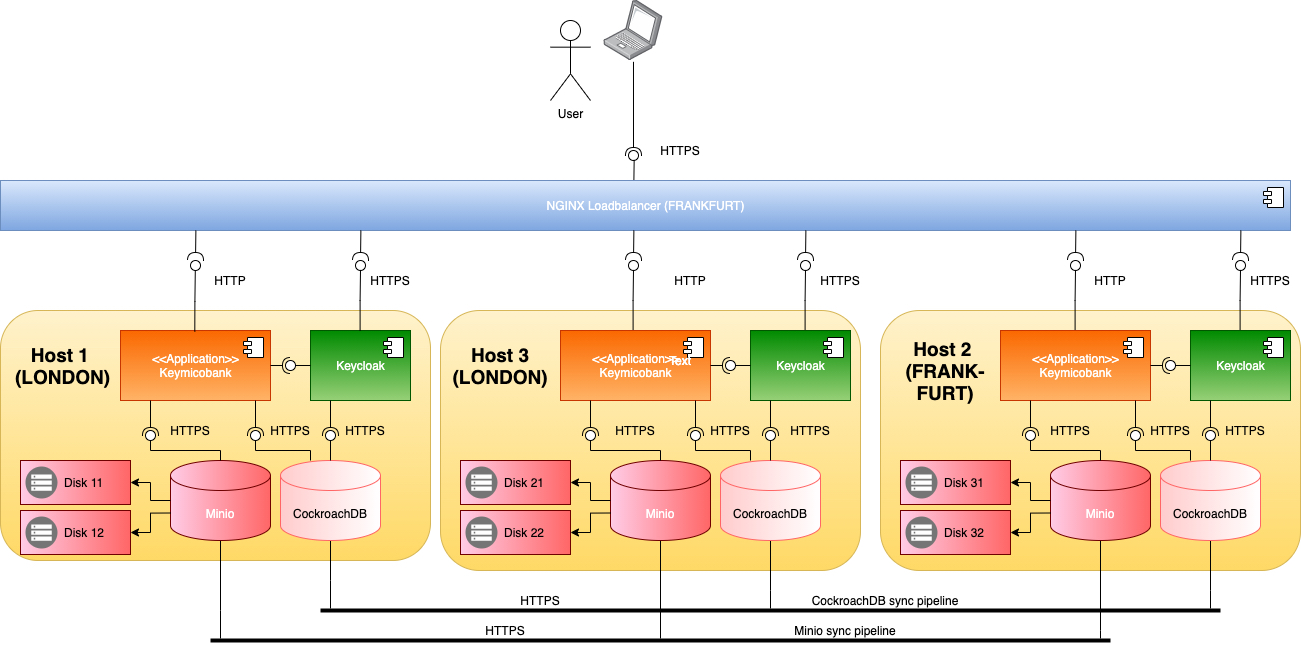 User
HTTPS
NGINX Loadbalancer (FRANKFURT)
HTTP
HTTPS
HTTP
HTTPS
HTTP
HTTPS
Host 1
(LONDON)
<<Application>>
Keymicobank
Keycloak
HTTPS
HTTPS
HTTPS
Disk 11
Disk 12
Minio
CockroachDB
Host 3
(LONDON)
<<Application>>
Keymicobank
Text
Keycloak
HTTPS
HTTPS
HTTPS
Disk 21
Disk 22
Minio
CockroachDB
Host 2
(FRANK-
FURT)
<<Application>>
Keymicobank
Keycloak
HTTPS
HTTPS
HTTPS
Disk 31
Disk 32
Minio
CockroachDB
HTTPS
CockroachDB sync pipeline
HTTPS
Minio sync pipeline